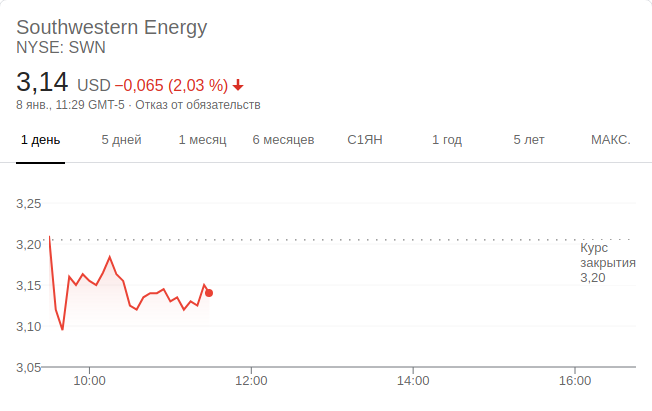 Southwestern Energy
NYSE: SWN
3,14 USD −0,065 (2,03 %)
8 янв., 11:29 GMT-5 · Отказ от обязательств
1 день 5 дней 1 месяц 6 месяцев С1ЯН 1 год 5 лет МАКС.
3,25
3,20
Курс
закрытия
3,20
3,15
3,10
3,05
10:00 12:00 14:00 16:00